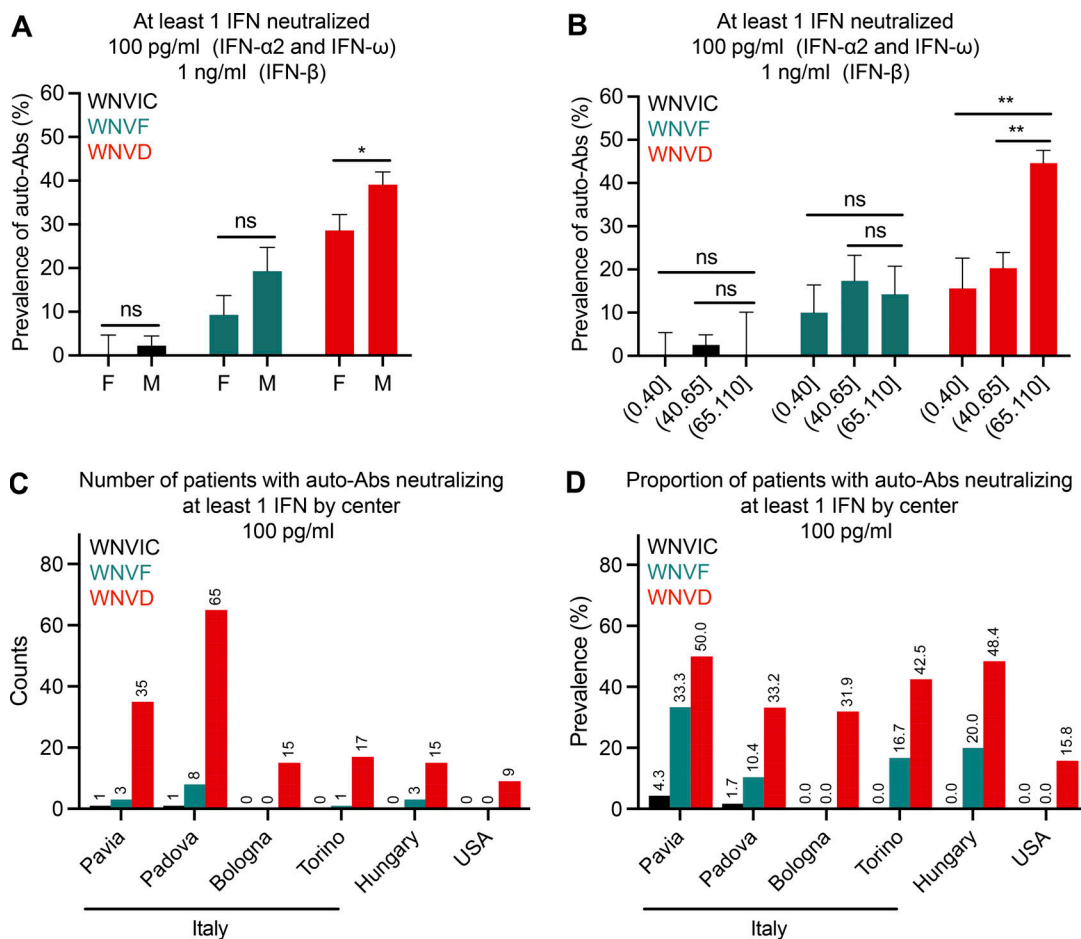 A
At least 1 IFN neutralized
100 pg/ml (IFN-α2 and IFN-ω)
1 ng/ml (IFN-β)
Prevalence of auto-Abs (%)
60
50
40
30
20
10
0
WNVIC
WNVF
WNVD
ns
ns
*
F M F M F M
B
At least 1 IFN neutralized
100 pg/ml (IFN-α2 and IFN-ω)
1 ng/ml (IFN-β)
Prevalence of auto-Abs (%)
60
50
40
30
20
10
0
WNVIC
WNVF
WNVD
ns
ns
ns
ns
**
**
(0.40] (40.65] (65.110] (0.40] (40.65] (65.110] (0.40] (40.65] (65.110]
C
Number of patients with auto-Abs neutralizing
at least 1 IFN by center
100 pg/ml
Counts
80
60
40
20
0
WNVIC
WNVF
WNVD
1 3 35 1 8 65 0 0 15 0 1 17 0 3 15 0 0 9
Pavia Padova Bologna Torino Hungary USA
Italy
D
Proportion of patients with auto-Abs neutralizing
at least 1 IFN by center
100 pg/ml
Prevalence (%)
80
60
40
20
0
WNVIC
WNVF
WNVD
4.3 33.3 50.0 1.7 10.4 33.2 0.0 0.0 31.9 0.0 16.7 42.5 0.0 20.0 48.4 0.0 0.0 15.8
Pavia Padova Bologna Torino Hungary USA
Italy